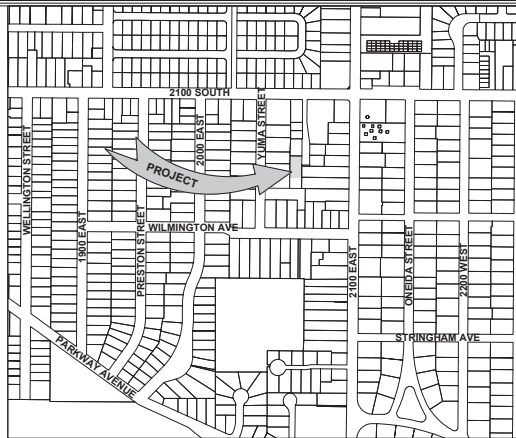 2100 SOUTH
WELLINGTON STREET
1900 EAST
PRESTON STREET
2000 EAST
YUMA STREET
PROJECT
WILMINGTON AVE
2100 EAST
ONEIDA STREET
2200 WEST
STRINGHAM AVE
PARKWAY AVENUE